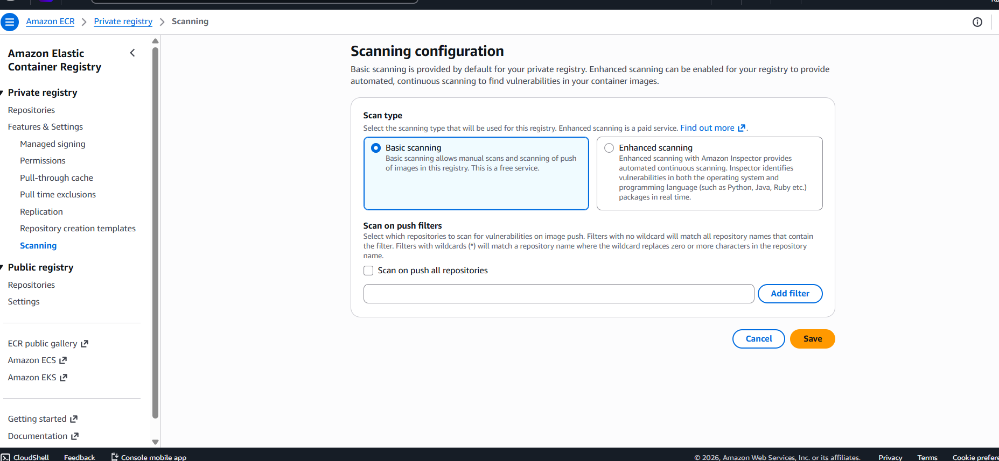 Amazon ECR > Private registry > Scanning
Amazon Elastic
Container Registry
Private registry
Repositories
Features & Settings
Managed signing
Permissions
Pull-through cache
Pull time exclusions
Replication
Repository creation templates
Scanning
Public registry
Repositories
Settings
ECR public gallery
Amazon ECS
Amazon EKS
Getting started
Documentation
Scanning configuration
Basic scanning is provided by default for your private registry. Enhanced scanning can be enabled for your registry to provide
automated, continuous scanning to find vulnerabilities in your container images.
Scan type
Select the scanning type that will be used for this registry. Enhanced scanning is a paid service. Find out more .
Basic scanning
Basic scanning allows manual scans and scanning of push
of images in this registry. This is a free service.
Enhanced scanning
Enhanced scanning with Amazon Inspector provides
automated continuous scanning. Inspector identifies
vulnerabilities in both the operating system and
programming language (such as Python, Java, Ruby etc.)
packages in real time.
Scan on push filters
Select which repositories to scan for vulnerabilities on image push. Filters with no wildcard will match all repository names that contain
the filter. Filters with wildcards (*) will match a repository name where the wildcard replaces zero or more characters in the repository
name.
Scan on push all repositories
Add filter
Cancel
Save
CloudShell Feedback Console mobile app © 2026, Amazon Web Services, Inc. or its affiliates. Privacy Terms Cookie prefere